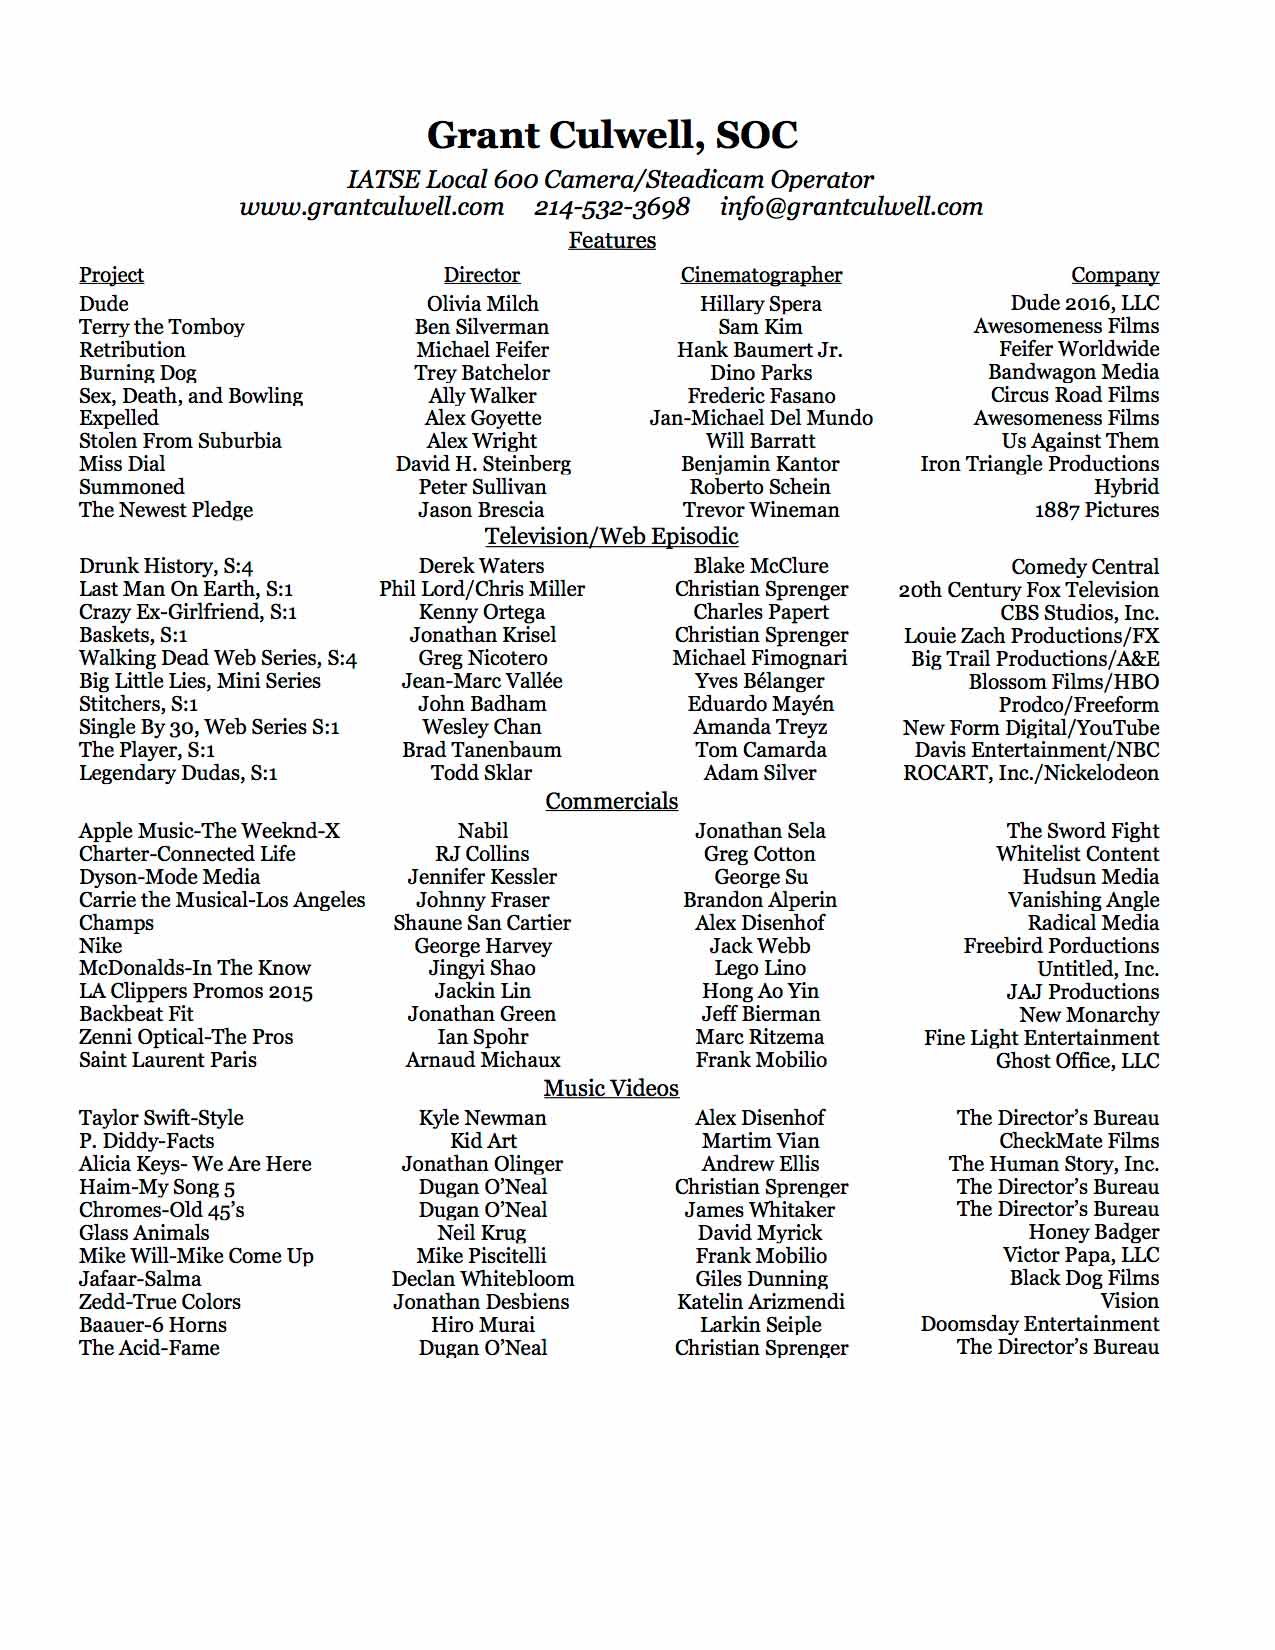 Grant Culwell, SOC
IATSE Local 600 Camera/Steadicam Operator
www.grantculwell.com 214-532-3698 info@grantculwell.com
Features
Project Director Cinematographer Company
Dude Olivia Milch Hillary Spera Dude 2016, LLC
Terry the Tomboy Ben Silverman Sam Kim Awesomeness Films
Retribution Michael Feifer Hank Baumert Jr. Feifer Worldwide
Burning Dog Trey Batchelor Dino Parks Bandwagon Media
Sex, Death, and Bowling Ally Walker Frederic Fasano Circus Road Films
Expelled Alex Goyette Jan-Michael Del Mundo Awesomeness Films
Stolen From Suburbia Alex Wright Will Barratt Us Against Them
Miss Dial David H. Steinberg Benjamin Kantor Iron Triangle Productions
Summoned Peter Sullivan Roberto Schein Hybrid
The Newest Pledge Jason Brescia Trevor Wineman 1887 Pictures
Television/Web Episodic
Drunk History, S:4 Derek Waters Blake McClure Comedy Central
Last Man On Earth, S:1 Phil Lord/Chris Miller Christian Sprenger 20th Century Fox Television
Crazy Ex-Girlfriend, S:1 Kenny Ortega Charles Papert CBS Studios, Inc.
Baskets, S:1 Jonathan Krisel Christian Sprenger Louie Zach Productions/FX
Walking Dead Web Series, S:4 Greg Nicotero Michael Fimognari Big Trail Productions/A&E
Big Little Lies, Mini Series Jean-Marc Vallée Yves Bélanger Blossom Films/HBO
Stitchers, S:1 John Badham Eduardo Mayén Prodco/Freeform
Single By 30, Web Series S:1 Wesley Chan Amanda Treyz New Form Digital/YouTube
The Player, S:1 Brad Tanenbaum Tom Camarda Davis Entertainment/NBC
Legendary Dudas, S:1 Todd Sklar Adam Silver ROCART, Inc./Nickelodeon
Commercials
Apple Music-The Weeknd-X Nabil Jonathan Sela The Sword Fight
Charter-Connected Life RJ Collins Greg Cotton Whitelist Content
Dyson-Mode Media Jennifer Kessler George Su Hudsun Media
Carrie the Musical-Los Angeles Johnny Fraser Brandon Alperin Vanishing Angle
Champs Shaune San Cartier Alex Disenhof Radical Media
Nike George Harvey Jack Webb Freebird Porductions
McDonalds-In The Know Jingyi Shao Lego Lino Untitled, Inc.
LA Clippers Promos 2015 Jackin Lin Hong Ao Yin JAJ Productions
Backbeat Fit Jonathan Green Jeff Bierman New Monarchy
Zenni Optical-The Pros Ian Spohr Marc Ritzema Fine Light Entertainment
Saint Laurent Paris Arnaud Michaux Frank Mobilio Ghost Office, LLC
Music Videos
Taylor Swift-Style Kyle Newman Alex Disenhof The Director’s Bureau
P. Diddy-Facts Kid Art Martim Vian CheckMate Films
Alicia Keys- We Are Here Jonathan Olinger Andrew Ellis The Human Story, Inc.
Haim-My Song 5 Dugan O’Neal Christian Sprenger The Director’s Bureau
Chromes-Old 45’s Dugan O’Neal James Whitaker The Director’s Bureau
Glass Animals Neil Krug David Myrick Honey Badger
Mike Will-Mike Come Up Mike Piscitelli Frank Mobilio Victor Papa, LLC
Jafaar-Salma Declan Whitebloom Giles Dunning Black Dog Films
Zedd-True Colors Jonathan Desbiens Katelin Arizmendi Vision
Baauer-6 Horns Hiro Murai Larkin Seiple Doomsday Entertainment
The Acid-Fame Dugan O’Neal Christian Sprenger The Director’s Bureau